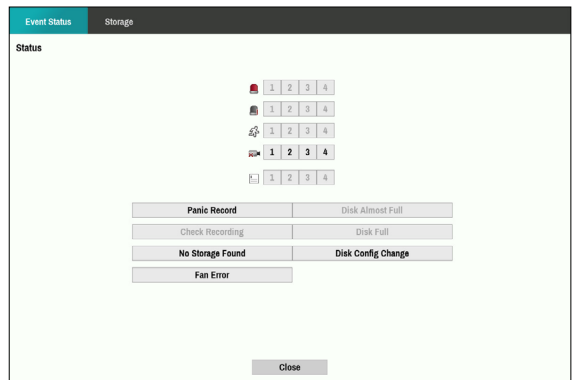 Event Status Storage
Status
1 2 3 4
1 2 3 4
1 2 3 4
1 2 3 4
1 2 3 4
Panic Record Disk Almost Full
Check Recording Disk Full
No Storage Found Disk Config Change
Fan Error
Close